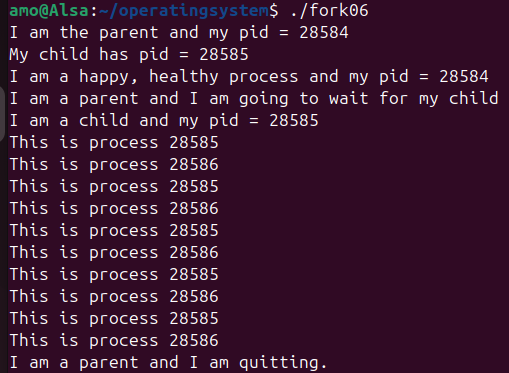 amo@Alsa:~/operatingsystem$ ./fork06
I am the parent and my pid = 28584
My child has pid = 28585
I am a happy, healthy process and my pid = 28584
I am a parent and I am going to wait for my child
I am a child and my pid = 28585
This is process 28585
This is process 28586
This is process 28585
This is process 28586
This is process 28585
This is process 28586
This is process 28585
This is process 28586
This is process 28585
This is process 28586
I am a parent and I am quitting.